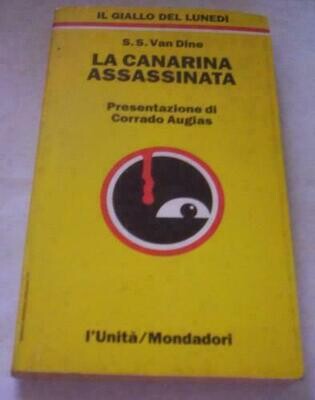 IL GIALLO DEL LUNEDÌ
S.S. Van Dine
LA CANARINA
ASSASSINATA
Presentazione di
Corrado Augias
l'Unità/Mondadori